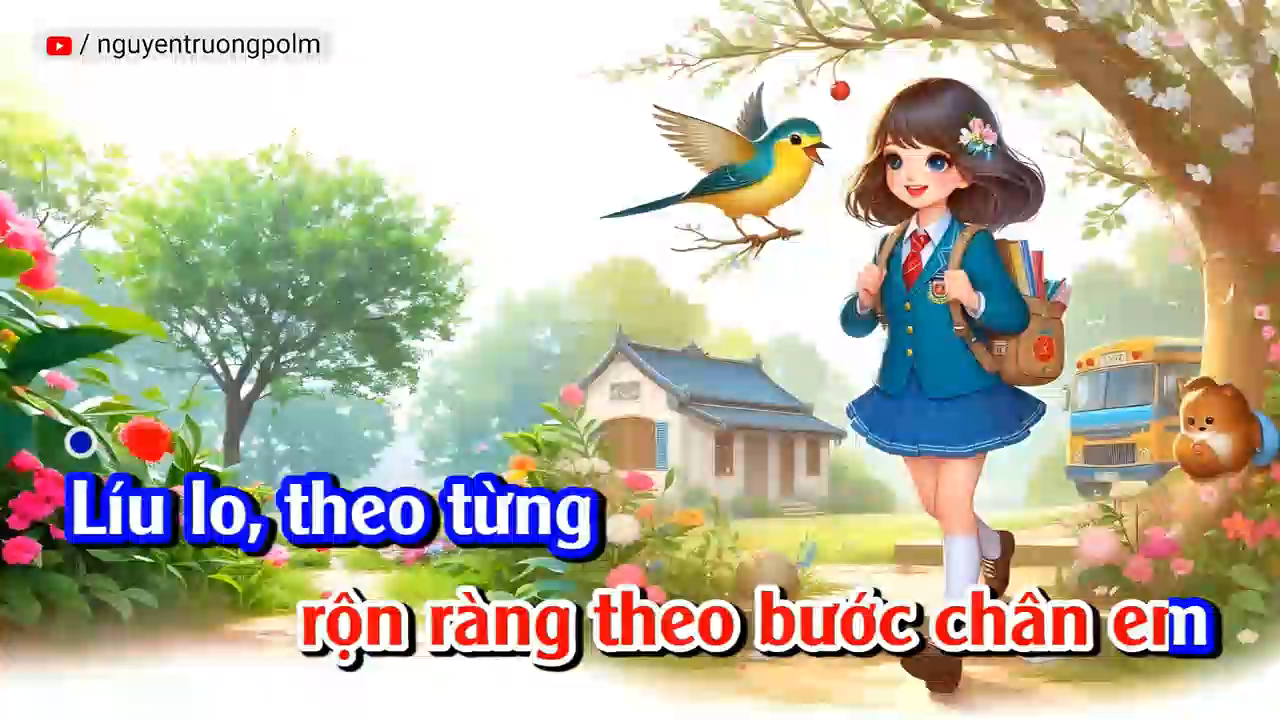 / nguyentruongpolm
Líu lo, theo từng
rộn ràng theo bước chân em